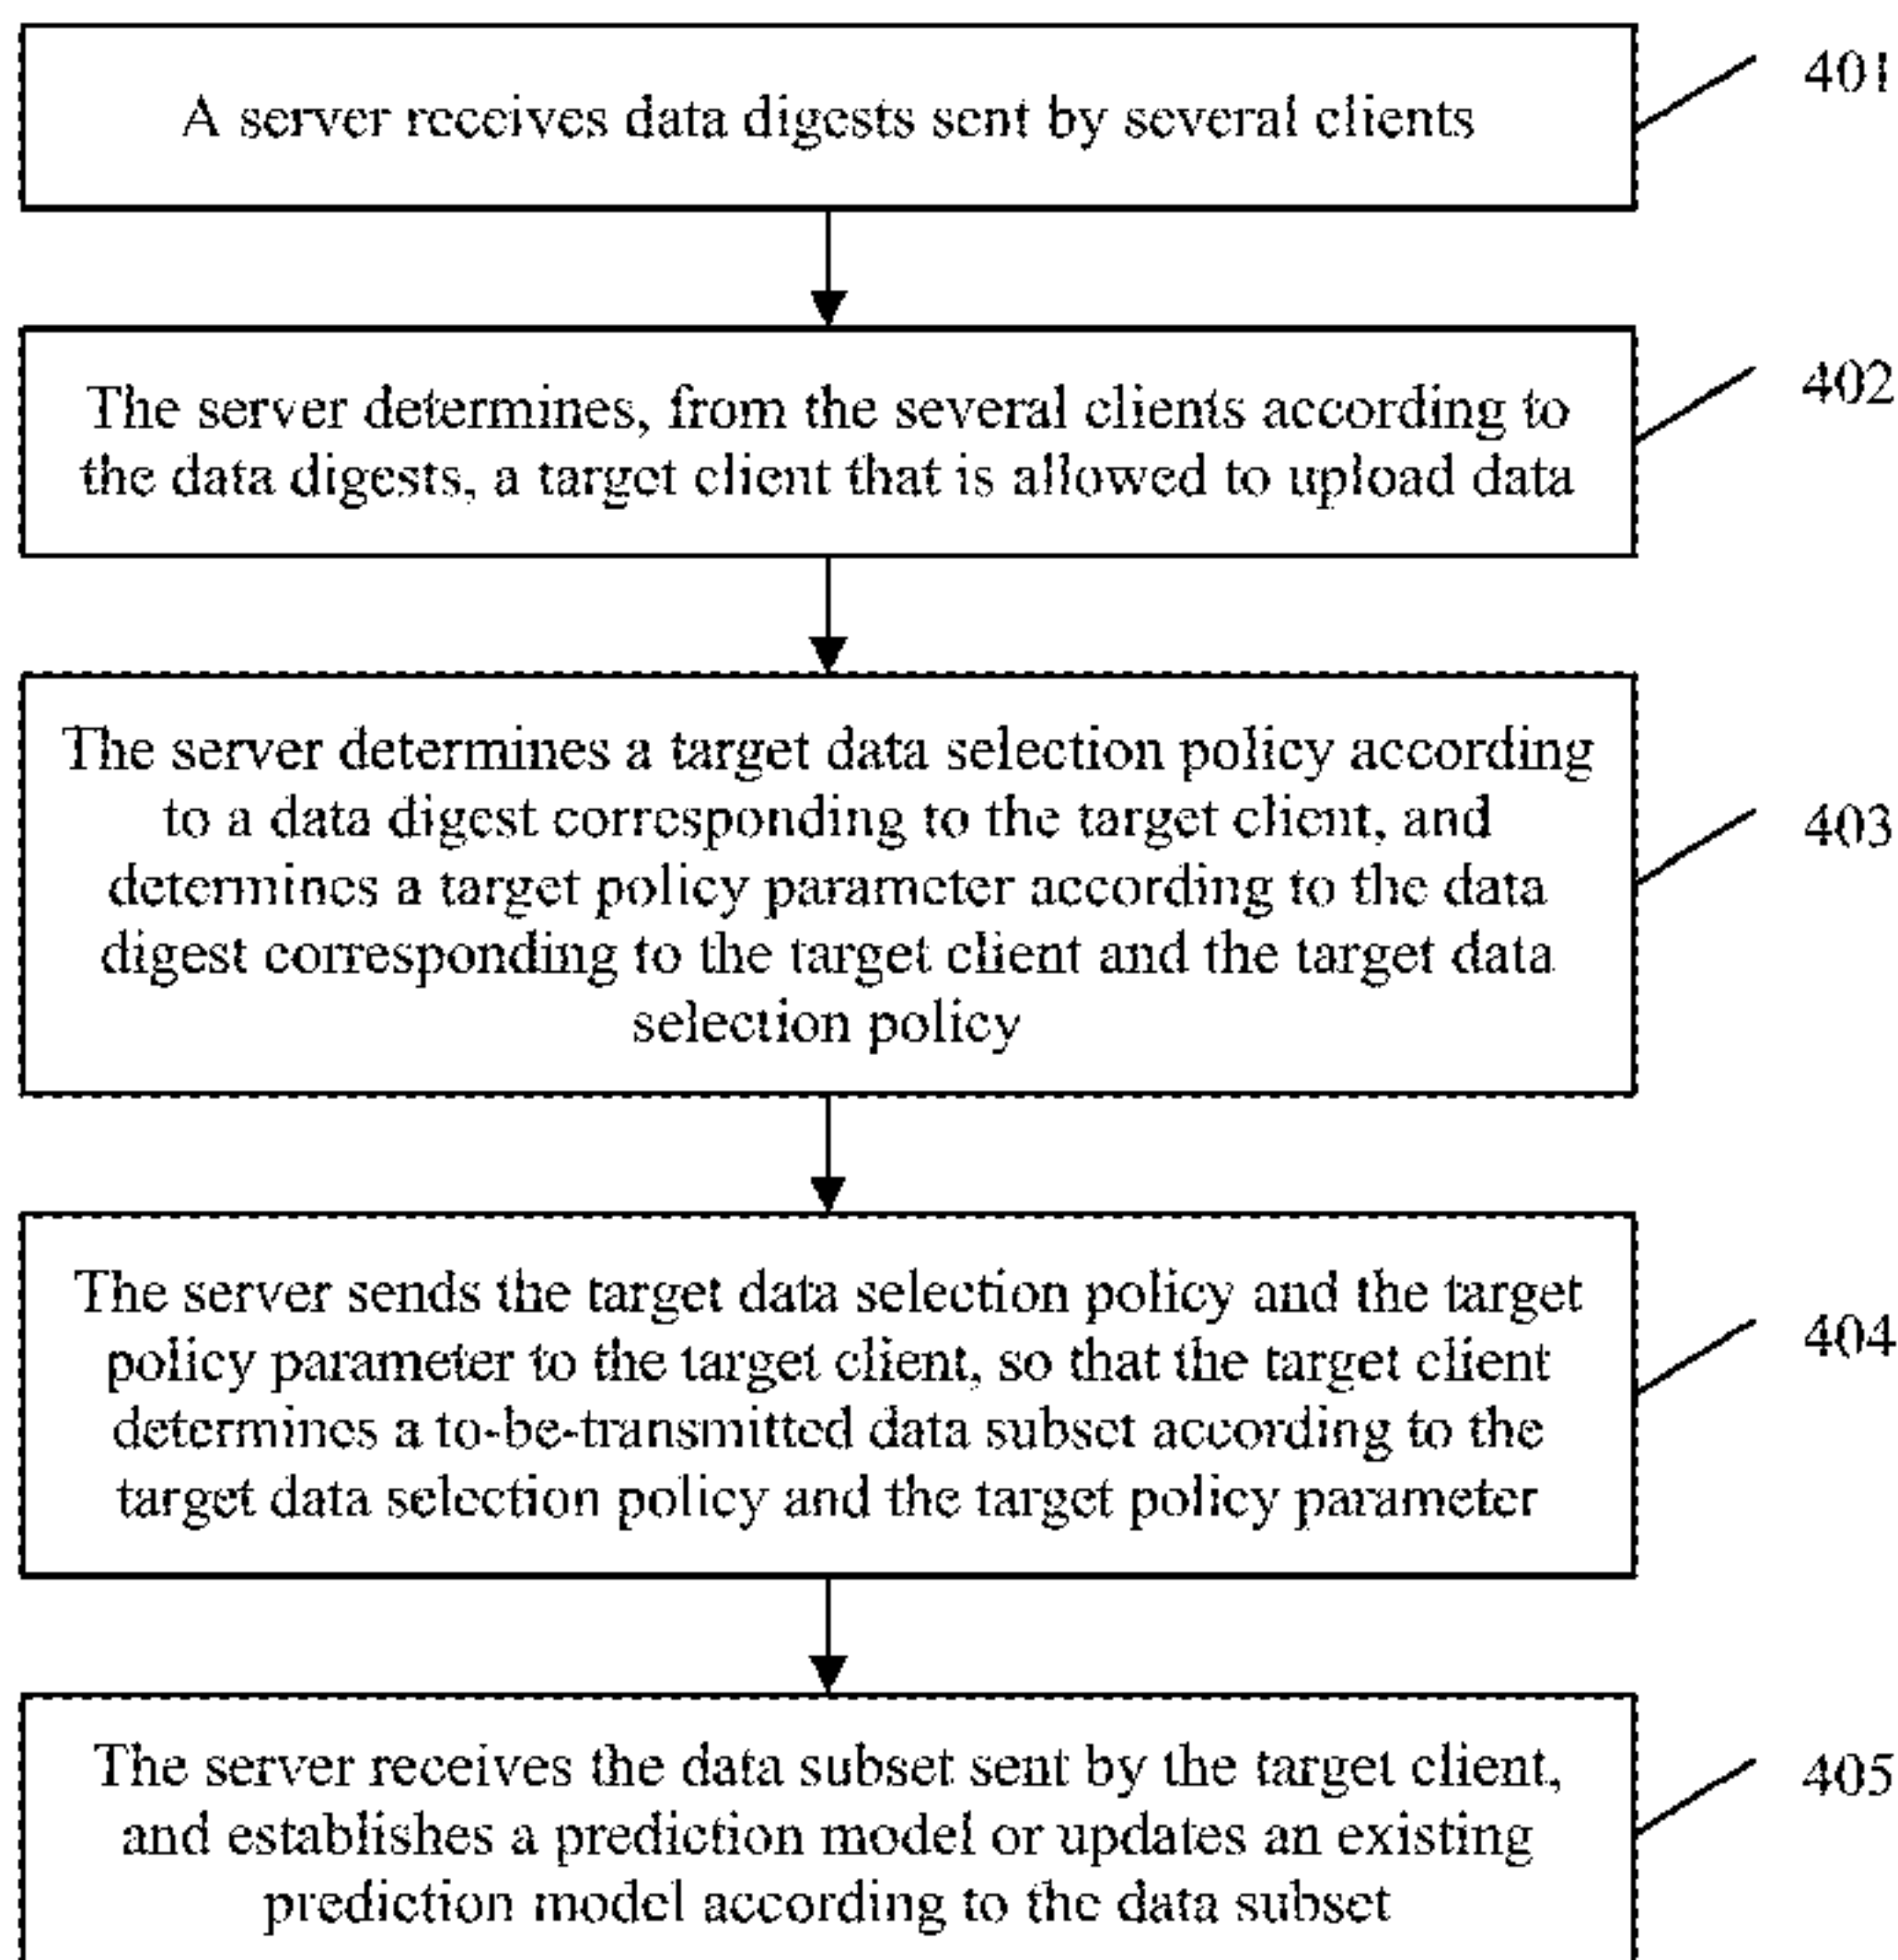 A server receives data digests sent by several clients
401
The server determines, from the several clients according to
the data digests, a target client that is allowed to upload data
402
The server determines a target data selection policy according
to a data digest corresponding to the target client, and
determines a target policy parameter according to the data
digest corresponding to the target client and the target data
selection policy
403
The server sends the target data selection policy and the target
policy parameter to the target client, so that the target client
determines a to-be-transmitted data subset according to the
target data selection policy and the target policy parameter
404
The server receives the data subset sent by the target client,
and establishes a prediction model or updates an existing
prediction model according to the data subset
405